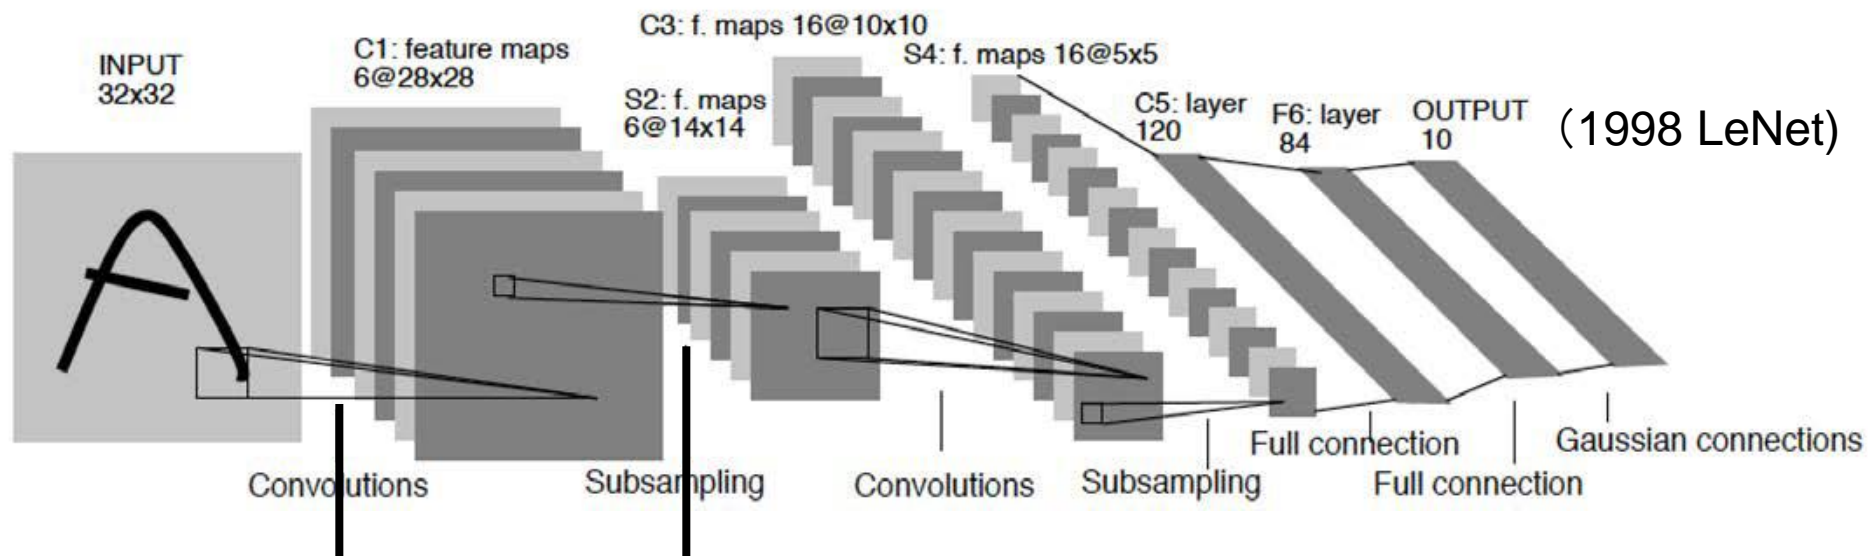 INPUT
32x32
C1: feature maps
6@28x28
S2: f. maps
6@14x14
C3: f. maps 16@10x10
S4: f. maps 16@5x5
C5: layer
120
F6: layer
84
OUTPUT
10
（1998 LeNet)
Convolutions
Subsampling
Convolutions
Subsampling
Full connection
Full connection
Gaussian connections
A